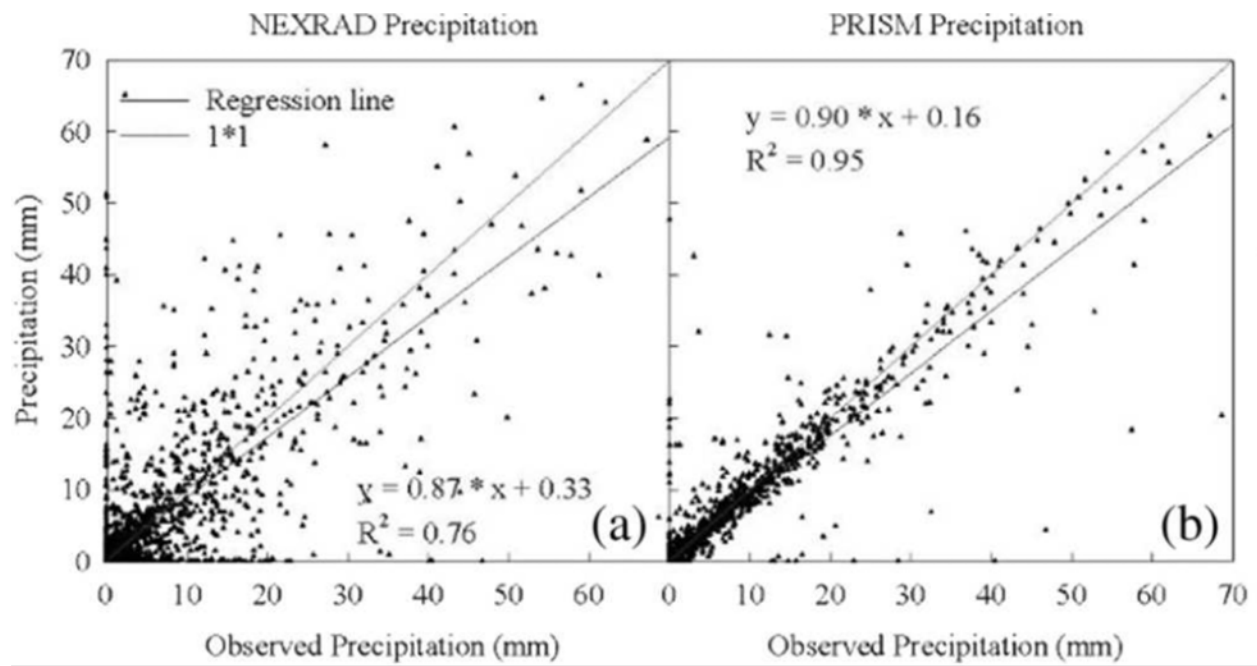 NEXRAD Precipitation
PRISM Precipitation
70
60
50
40
30
20
10
0
Precipitation (mm)
Regression line
1*1
y = 0.87 * x + 0.33
R² = 0.76
(a)
0 10 20 30 40 50 60
Observed Precipitation (mm)
y = 0.90 * x + 0.16
R² = 0.95
(b)
0 10 20 30 40 50 60 70
Observed Precipitation (mm)